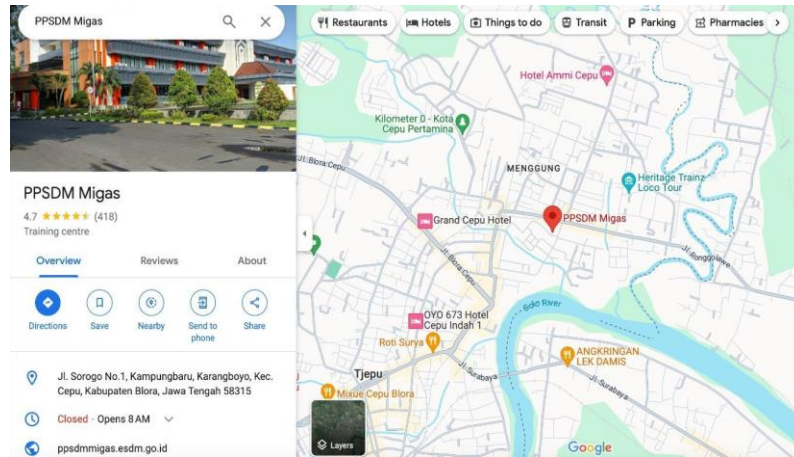 PPSDM Migas
PPSDM Migas
4.7 ★★★★★ (418)
Training centre
Overview
Reviews
About
Directions
Save
Nearby
Send to
phone
Share
Jl. Sorogo No.1, Kampungbaru, Karangboyo, Kec.
Cepu, Kabupaten Blora, Jawa Tengah 58315
Closed · Opens 8 AM
ppsdmmigas.esdm.go.id
Restaurants
Hotels
Things to do
Transit
P Parking
Pharmacies
Hotel Ammi Cepu
Kilometer 0 - Kota
Cepu Pertamina
Jl. Blora Cepu
MENGGUNG
Heritage Trainz
Loco Tour
Grand Cepu Hotel
PPSDM Migas
Jl. Ronggolawe
Jl. Blora Cepu
Solo River
OYO 673 Hotel
Cepu Indah 1
Roti Surya
ANGKRINGAN
LEK DAMIS
Tjepu
Jl. Surabaya
Jl. Surabaya
Mixue Cepu Blora
Layers
Google